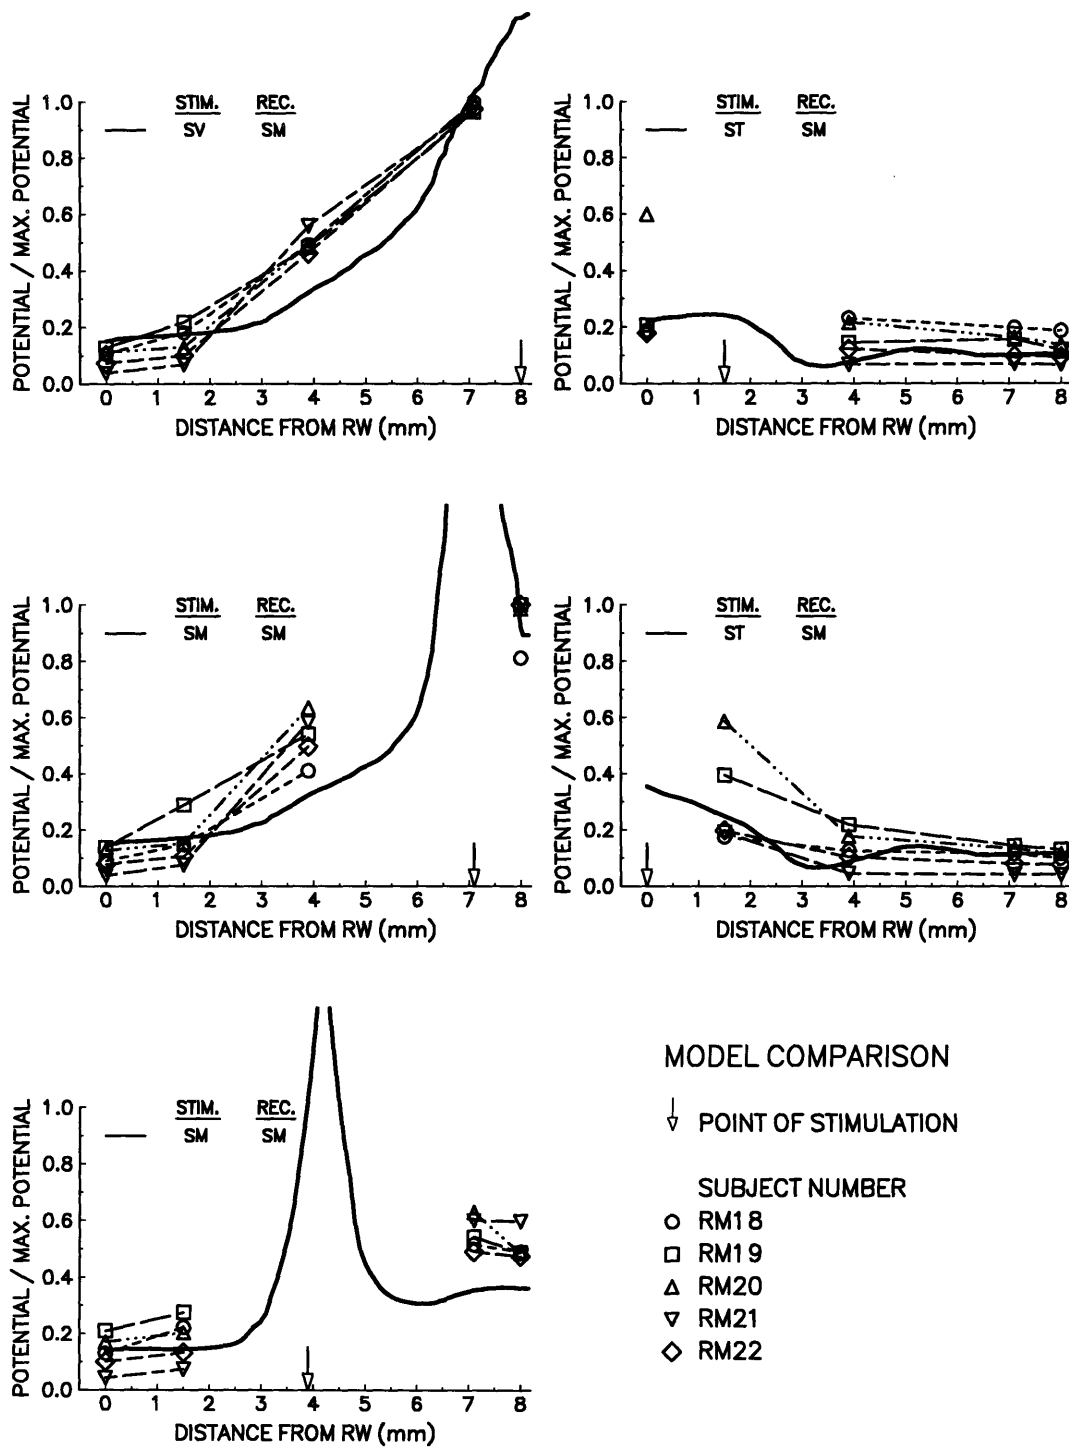 STIM. REC.
SV SM
POTENTIAL / MAX. POTENTIAL
1.0
0.8
0.6
0.4
0.2
0.0
0 1 2 3 4 5 6 7 8
DISTANCE FROM RW (mm)
STIM. REC.
ST SM
POTENTIAL / MAX. POTENTIAL
1.0
0.8
0.6
0.4
0.2
0.0
0 1 2 3 4 5 6 7 8
DISTANCE FROM RW (mm)
STIM. REC.
SM SM
POTENTIAL / MAX. POTENTIAL
1.0
0.8
0.6
0.4
0.2
0.0
0 1 2 3 4 5 6 7 8
DISTANCE FROM RW (mm)
STIM. REC.
ST SM
POTENTIAL / MAX. POTENTIAL
1.0
0.8
0.6
0.4
0.2
0.0
0 1 2 3 4 5 6 7 8
DISTANCE FROM RW (mm)
STIM. REC.
SM SM
POTENTIAL / MAX. POTENTIAL
1.0
0.8
0.6
0.4
0.2
0.0
0 1 2 3 4 5 6 7 8
DISTANCE FROM RW (mm)
MODEL COMPARISON
POINT OF STIMULATION
SUBJECT NUMBER
RM18
RM19
RM20
RM21
RM22